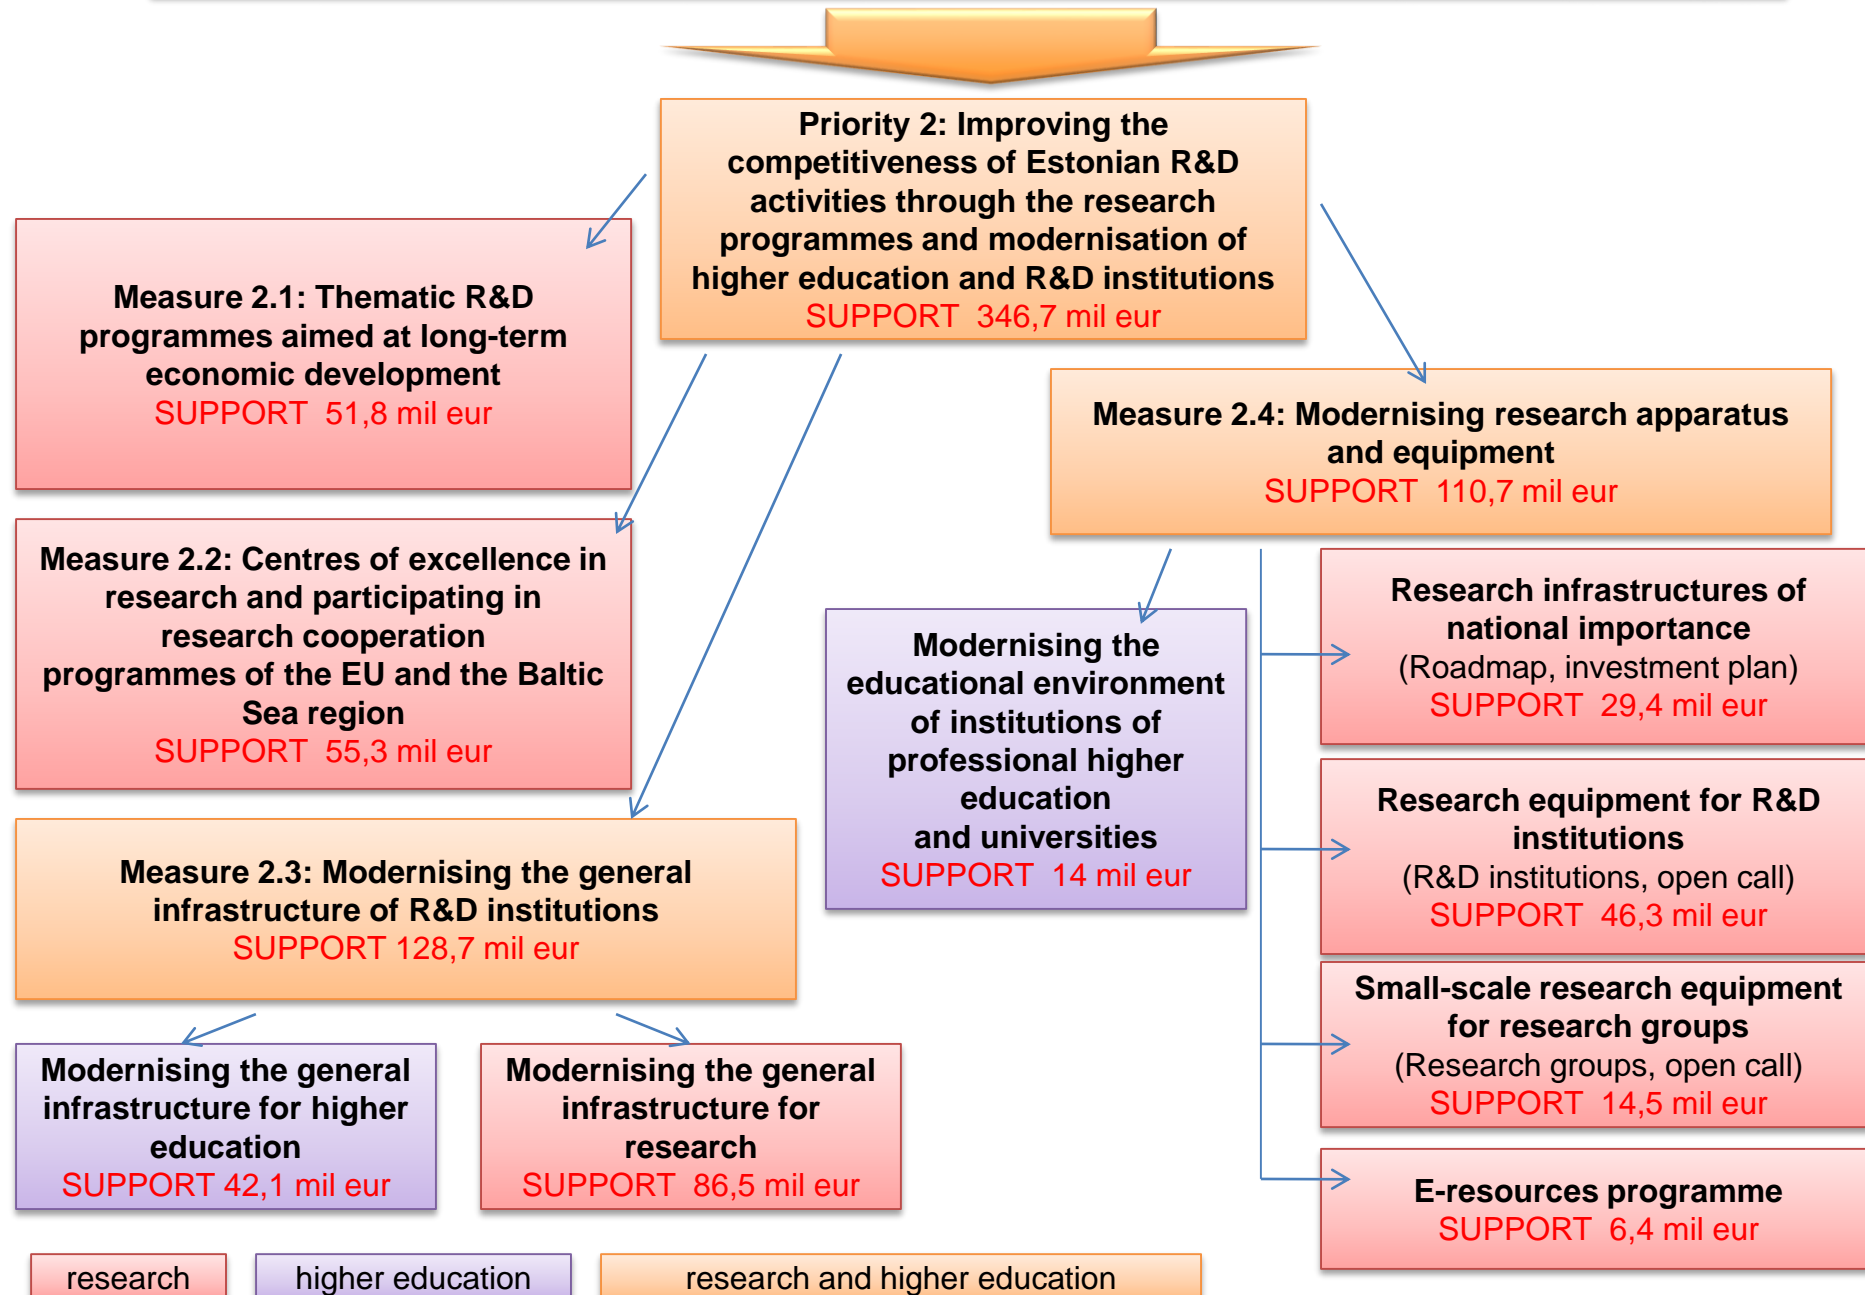 Priority 2: Improving the
competitiveness of Estonian R&D
activities through the research
programmes and modernisation of
higher education and R&D institutions
SUPPORT 346,7 mil eur
Measure 2.1: Thematic R&D
programmes aimed at long-term
economic development
SUPPORT 51,8 mil eur
Measure 2.2: Centres of excellence in
research and participating in
research cooperation
programmes of the EU and the Baltic
Sea region
SUPPORT 55,3 mil eur
Measure 2.3: Modernising the general
infrastructure of R&D institutions
SUPPORT 128,7 mil eur
Modernising the general
infrastructure for higher
education
SUPPORT 42,1 mil eur
Modernising the general
infrastructure for
research
SUPPORT 86,5 mil eur
Measure 2.4: Modernising research apparatus
and equipment
SUPPORT 110,7 mil eur
Modernising the
educational environment
of institutions of
professional higher
education
and universities
SUPPORT 14 mil eur
Research infrastructures of
national importance
(Roadmap, investment plan)
SUPPORT 29,4 mil eur
Research equipment for R&D
institutions
(R&D institutions, open call)
SUPPORT 46,3 mil eur
Small-scale research equipment
for research groups
(Research groups, open call)
SUPPORT 14,5 mil eur
E-resources programme
SUPPORT 6,4 mil eur
research
higher education
research and higher education